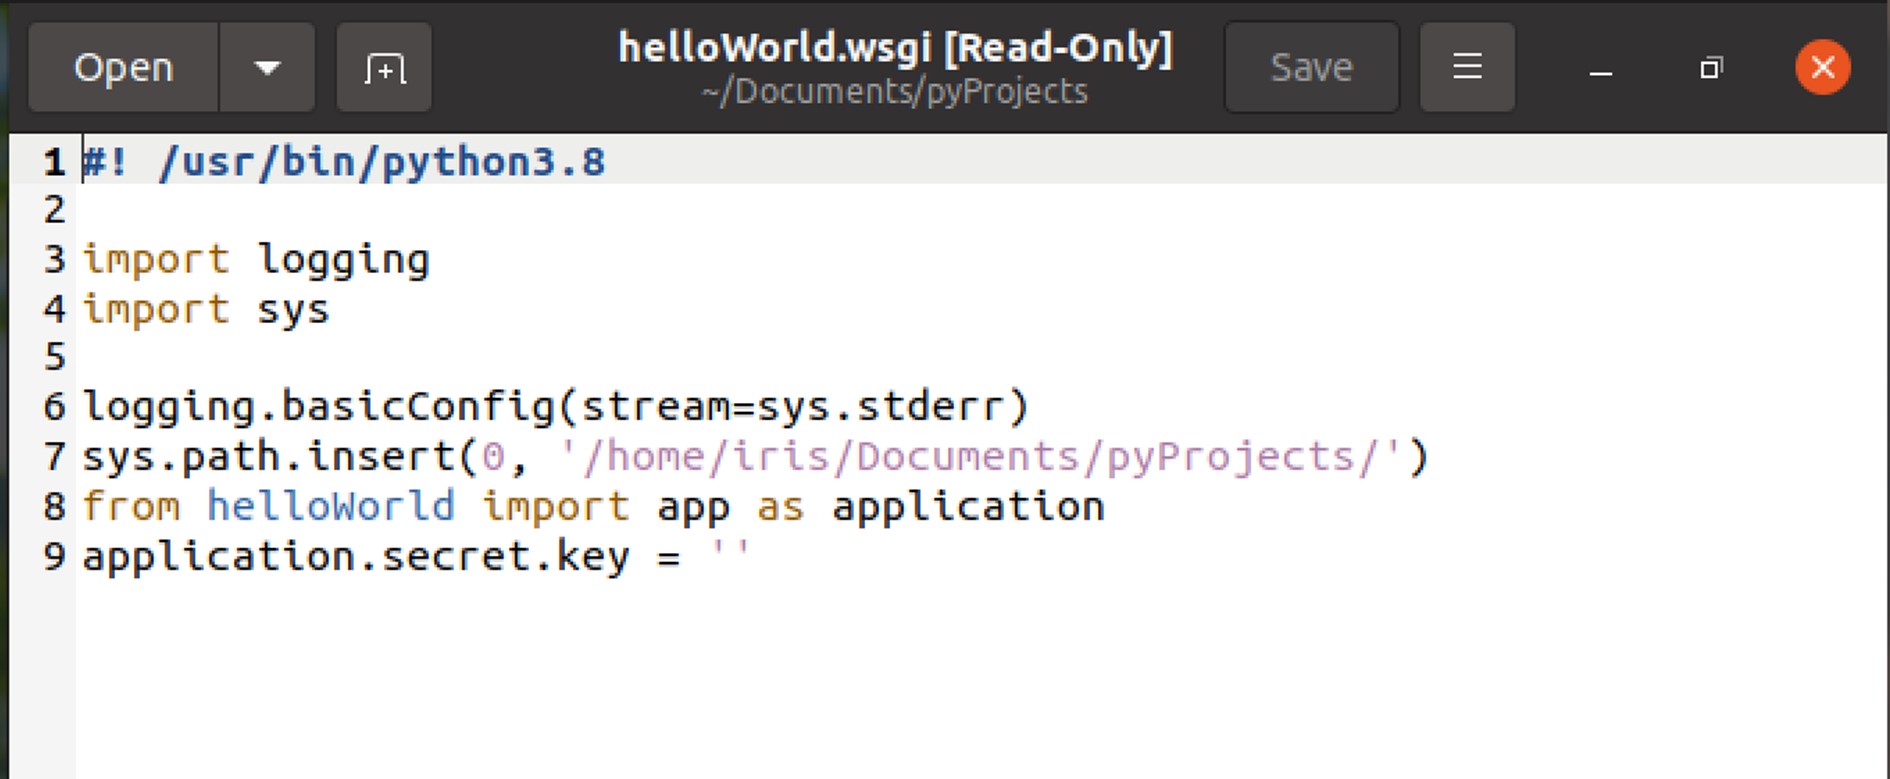 Open
helloWorld.wsgi [Read-Only]
~/Documents/pyProjects
Save
1 #! /usr/bin/python3.8
2
3 import logging
4 import sys
5
6 logging.basicConfig(stream=sys.stderr)
7 sys.path.insert(0, '/home/iris/Documents/pyProjects/')
8 from helloWorld import app as application
9 application.secret.key = ''